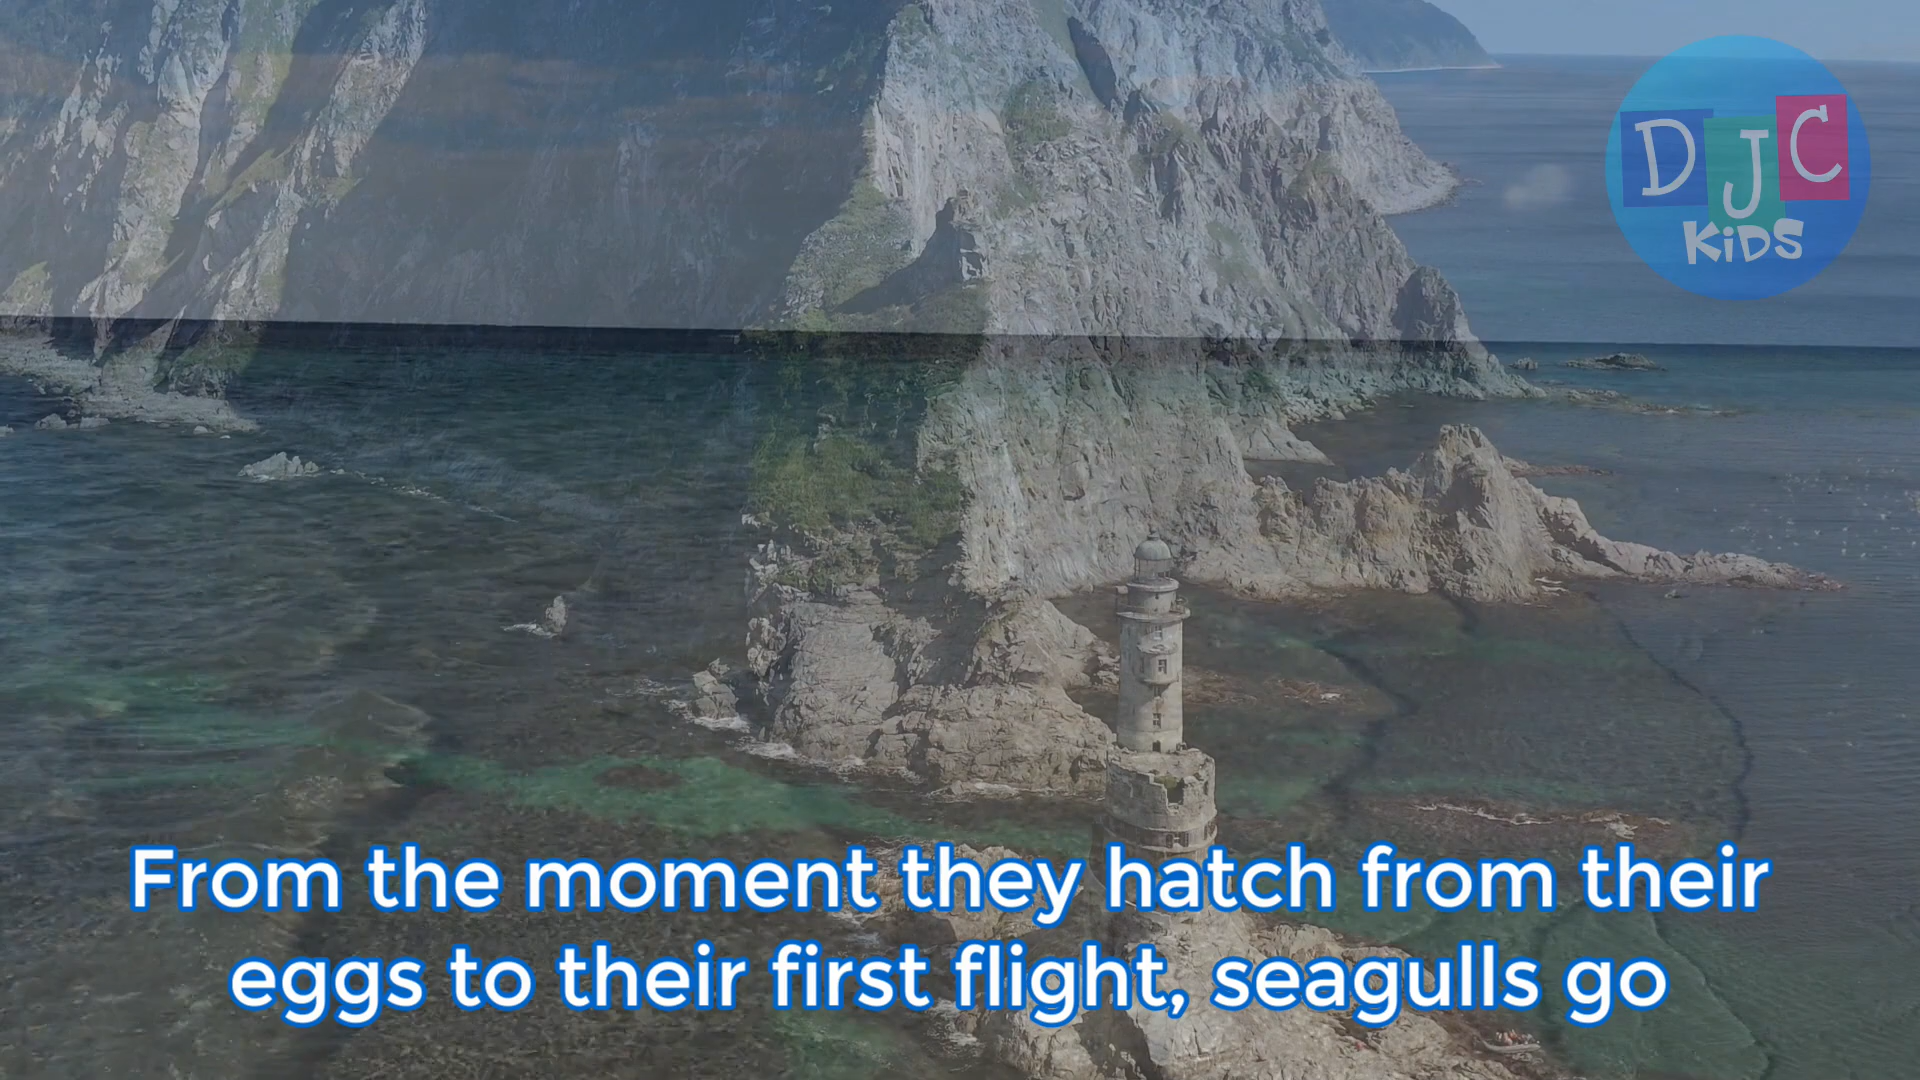 DJC
KiDS
From the moment they hatch from their
eggs to their first flight, seagulls go